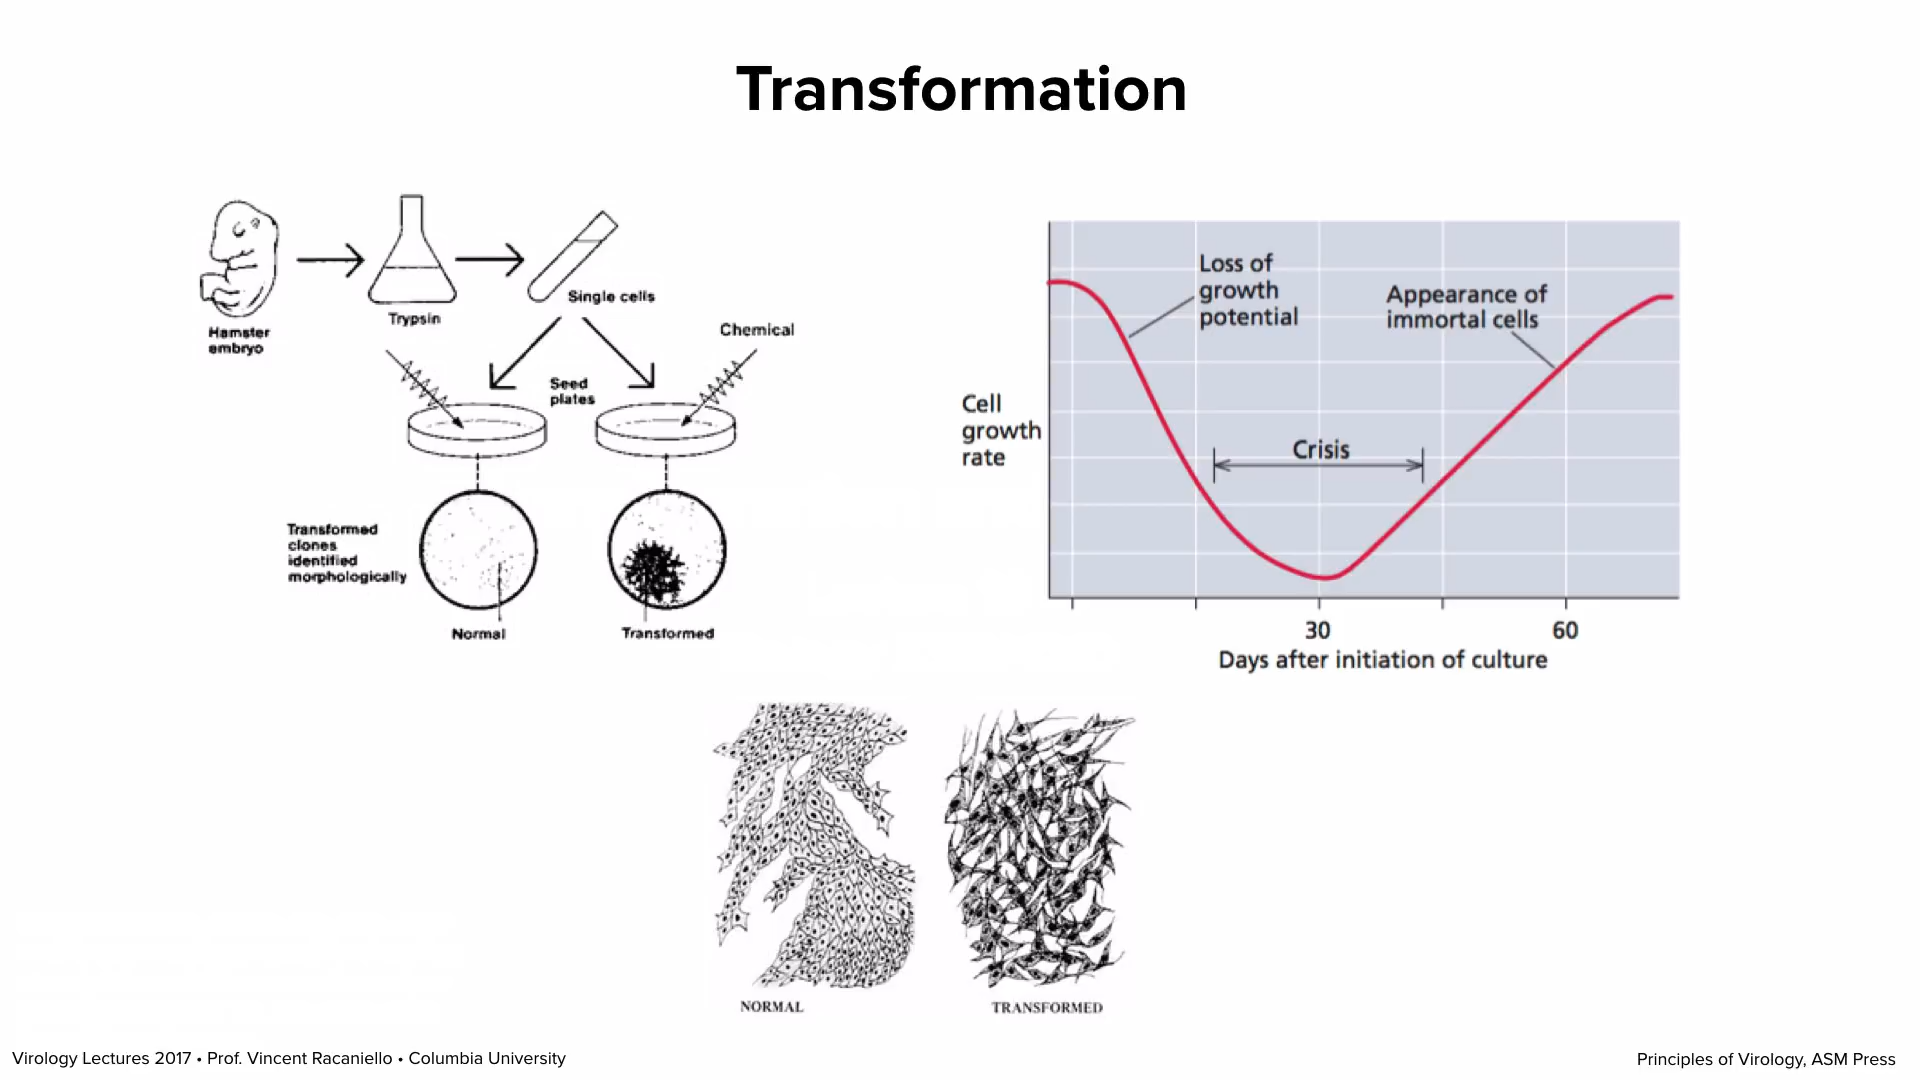 Transformation
Hamster
embryo
Trypsin
Single cells
Chemical
Seed
plates
Transformed
clones
identified
morphologically
Normal
Transformed
Loss of
growth
potential
Appearance of
immortal cells
Cell
growth
rate
Crisis
30
60
Days after initiation of culture
NORMAL
TRANSFORMED
Virology Lectures 2017 • Prof. Vincent Racaniello • Columbia University
Principles of Virology, ASM Press